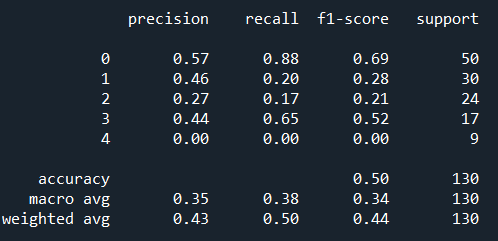 precision recall f1-score support
0 0.57 0.88 0.69 50
1 0.46 0.20 0.28 30
2 0.27 0.17 0.21 24
3 0.44 0.65 0.52 17
4 0.00 0.00 0.00 9
accuracy 0.50 130
macro avg 0.35 0.38 0.34 130
weighted avg 0.43 0.50 0.44 130